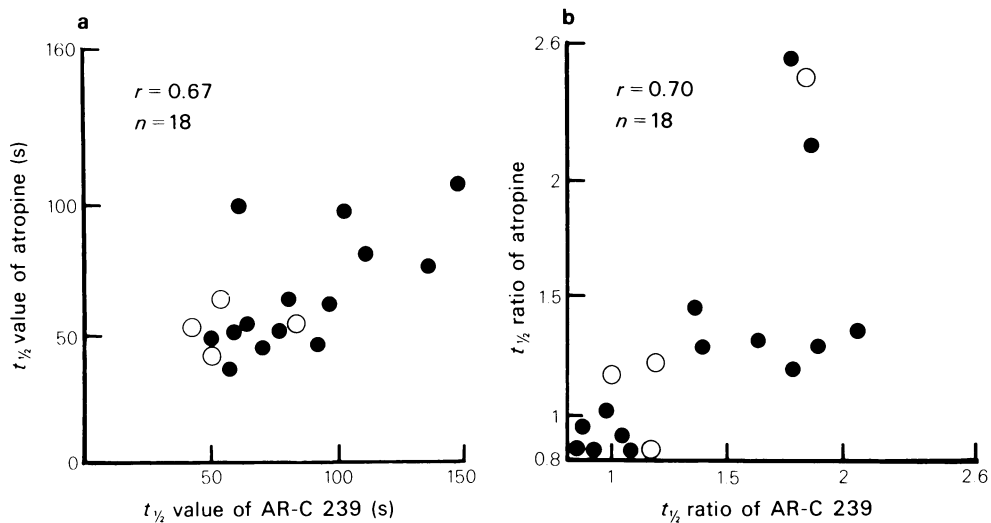 a
160
100
50
0
r = 0.67
n = 18
t½ value of atropine (s)
50
100
150
t½ value of AR-C 239 (s)
b
2.6
2
1.5
1
0.8
r = 0.70
n = 18
t½ ratio of atropine
1
1.5
2
2.6
t½ ratio of AR-C 239